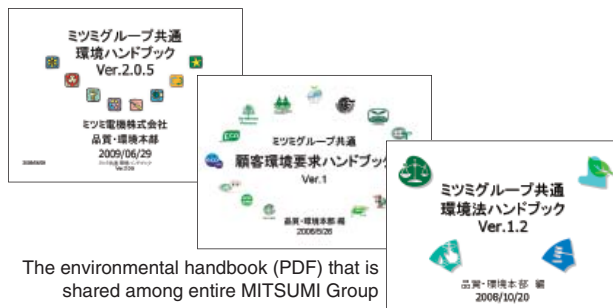 ミツミグループ共通
環境ハンドブック
Ver.2.0.5
ミツミ電機株式会社
品質・環境本部
2009/06/29
ミツミグループ共通
顧客環境要求ハンドブック
Ver.1
品質・環境本部 編
2008/5/26
ミツミグループ共通
環境法ハンドブック
Ver.1.2
品質・環境本部 編
2008/10/20
The environmental handbook (PDF) that is
shared among entire MITSUMI Group